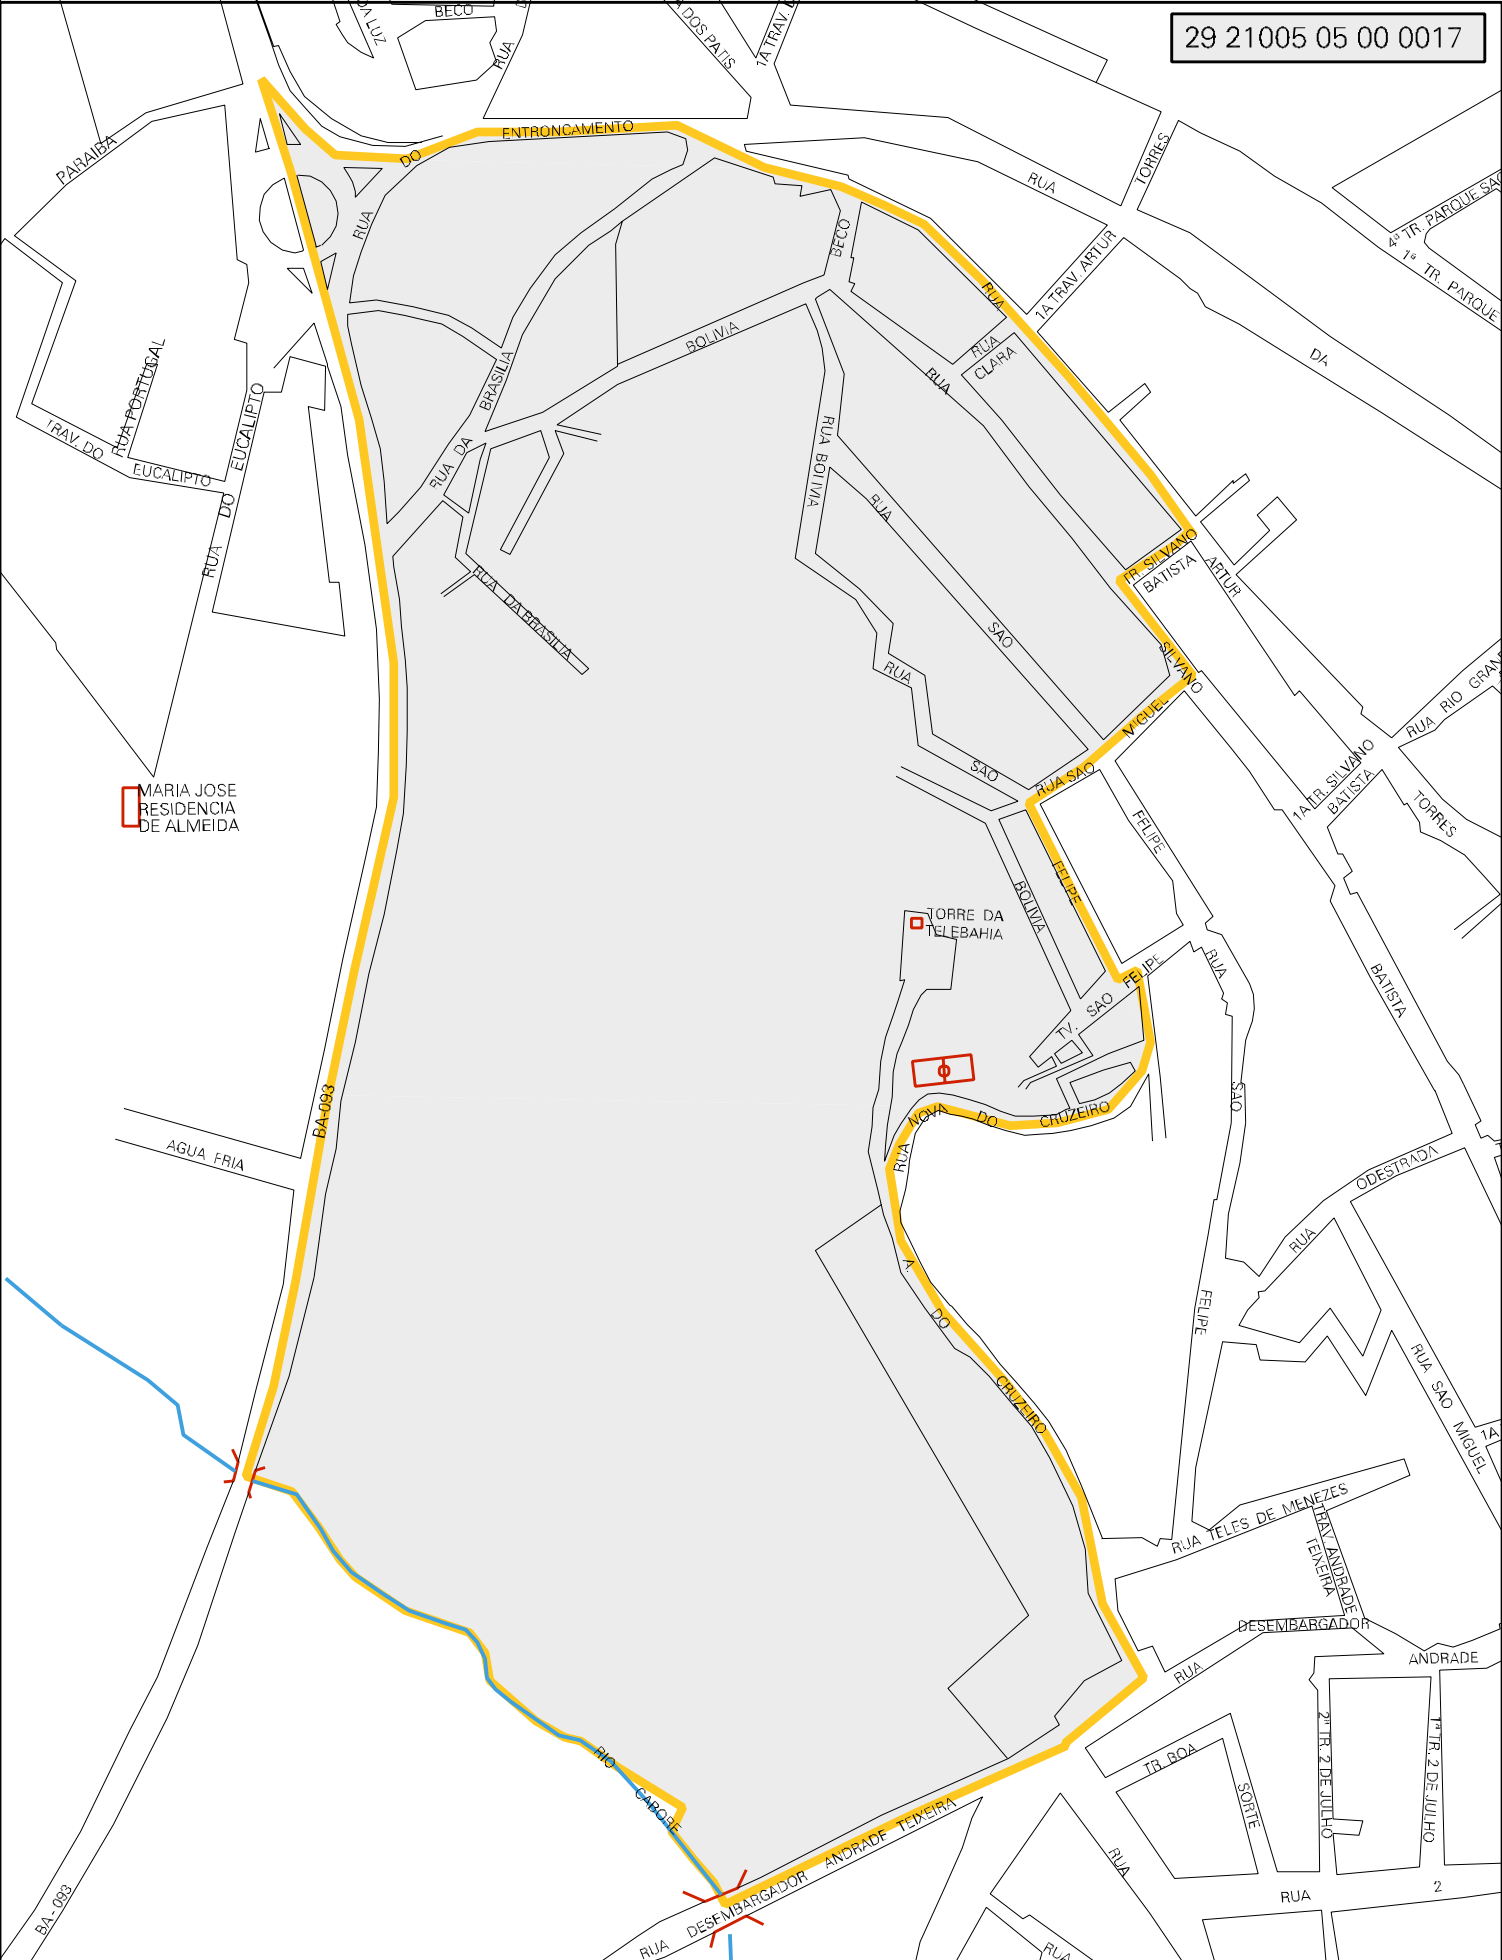 29 21005 05 00 0017
DA LUZ
BECO
RUA
A DOS PATIS
1A TRAV.
PARAIBA
DO
ENTRONCAMENTO
RUA
TORRES
RUA
4ª TR. PARQUE SAO
1ª TR. PARQUE
BECO
1A TRAV. ARTUR
RUA
RUA
CLARA
DA
BOLIVIA
BRASILIA
RUA DA
RUA
RUA PORTUGAL
TRAV. DO
EUCALIPTO
RUA DO EUCALIPTO
RUA BOLIVIA
RUA
SAO
TR. SILVANO
BATISTA
ARTUR
RUA DA BRASILIA
RUA
SAO
SILVANO
MIGUEL
RUA SAO
RUA RIO GRAN
1A TR. SILVANO
BATISTA
TORRES
MARIA JOSE
RESIDENCIA
DE ALMEIDA
FELIPE
FELIPE
BOLIVIA
TORRE DA
TELEBAHIA
TV. SAO FELIPE
RUA
BATISTA
SAO
BA-093
AGUA FRIA
RUA NOVA DO CRUZEIRO
ODESTRADA
RUA
A.
DO
CRUZEIRO
FELIPE
RUA SAO MIGUEL
1A
RUA TELES DE MENEZES
TRAV. ANDRADE
TEIXEIRA
DESEMBARGADOR
ANDRADE
RUA
2ª TR. 2 DE JULHO
1ª TR. 2 DE JULHO
TR. BOA
SORTE
RIO
CABORE
RUA DESEMBARGADOR ANDRADE TEIXEIRA
RUA
RUA
2
BA - 093
RUA